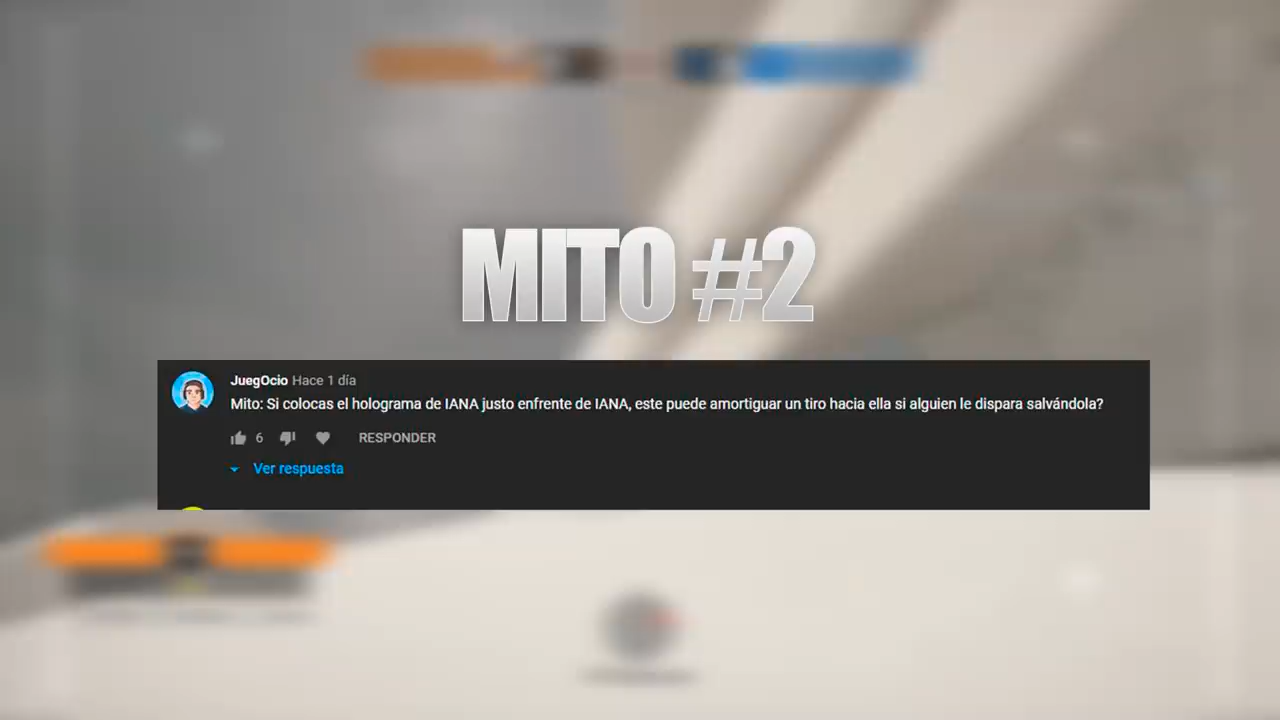 MITO #2
JuegOcio Hace 1 día
Mito: Si colocas el holograma de IANA justo enfrente de IANA, este puede amortiguar un tiro hacia ella si alguien le dispara salvándola?
6 RESPONDER
Ver respuesta